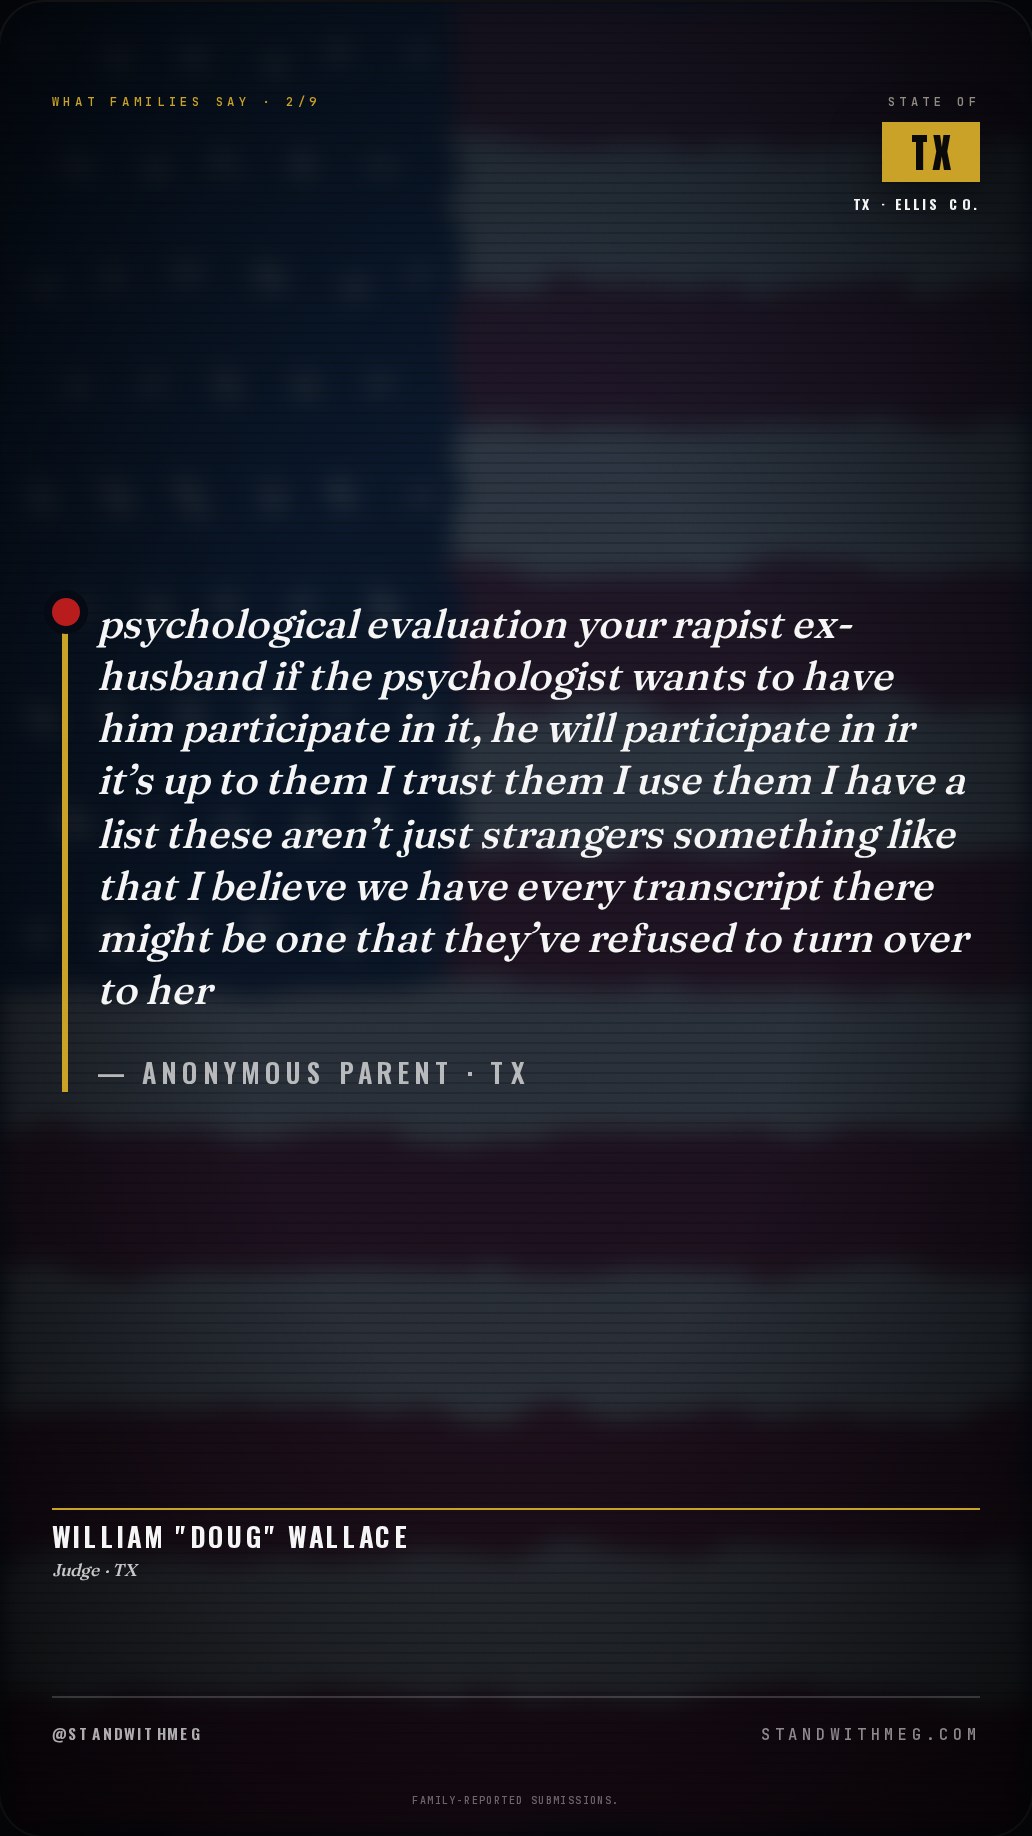 WHAT FAMILIES SAY · 2/9
STATE OF
TX
TX · ELLIS CO.
psychological evaluation your rapist ex-
husband if the psychologist wants to have
him participate in it, he will participate in ir
it’s up to them I trust them I use them I have a
list these aren’t just strangers something like
that I believe we have every transcript there
might be one that they’ve refused to turn over
to her
— ANONYMOUS PARENT · TX
WILLIAM "DOUG" WALLACE
Judge · TX
@STANDWITHMEG
STANDWITHMEG.COM
FAMILY-REPORTED SUBMISSIONS.